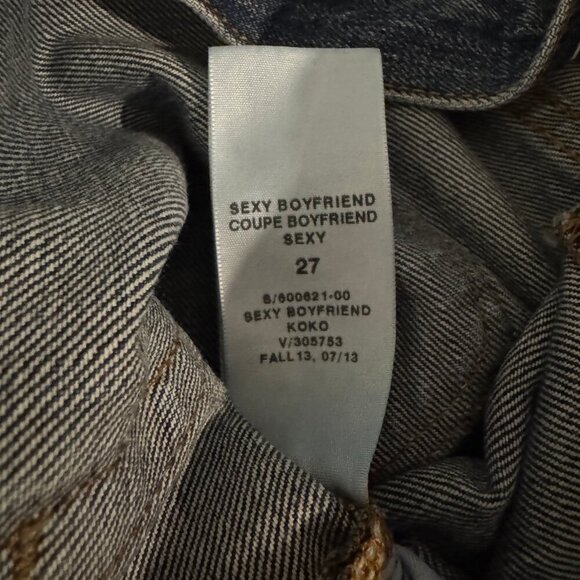 SEXY BOYFRIEND
COUPE BOYFRIEND
SEXY
27
S/600621-00
SEXY BOYFRIEND
KOKO
V/305753
FALL 13, 07/13